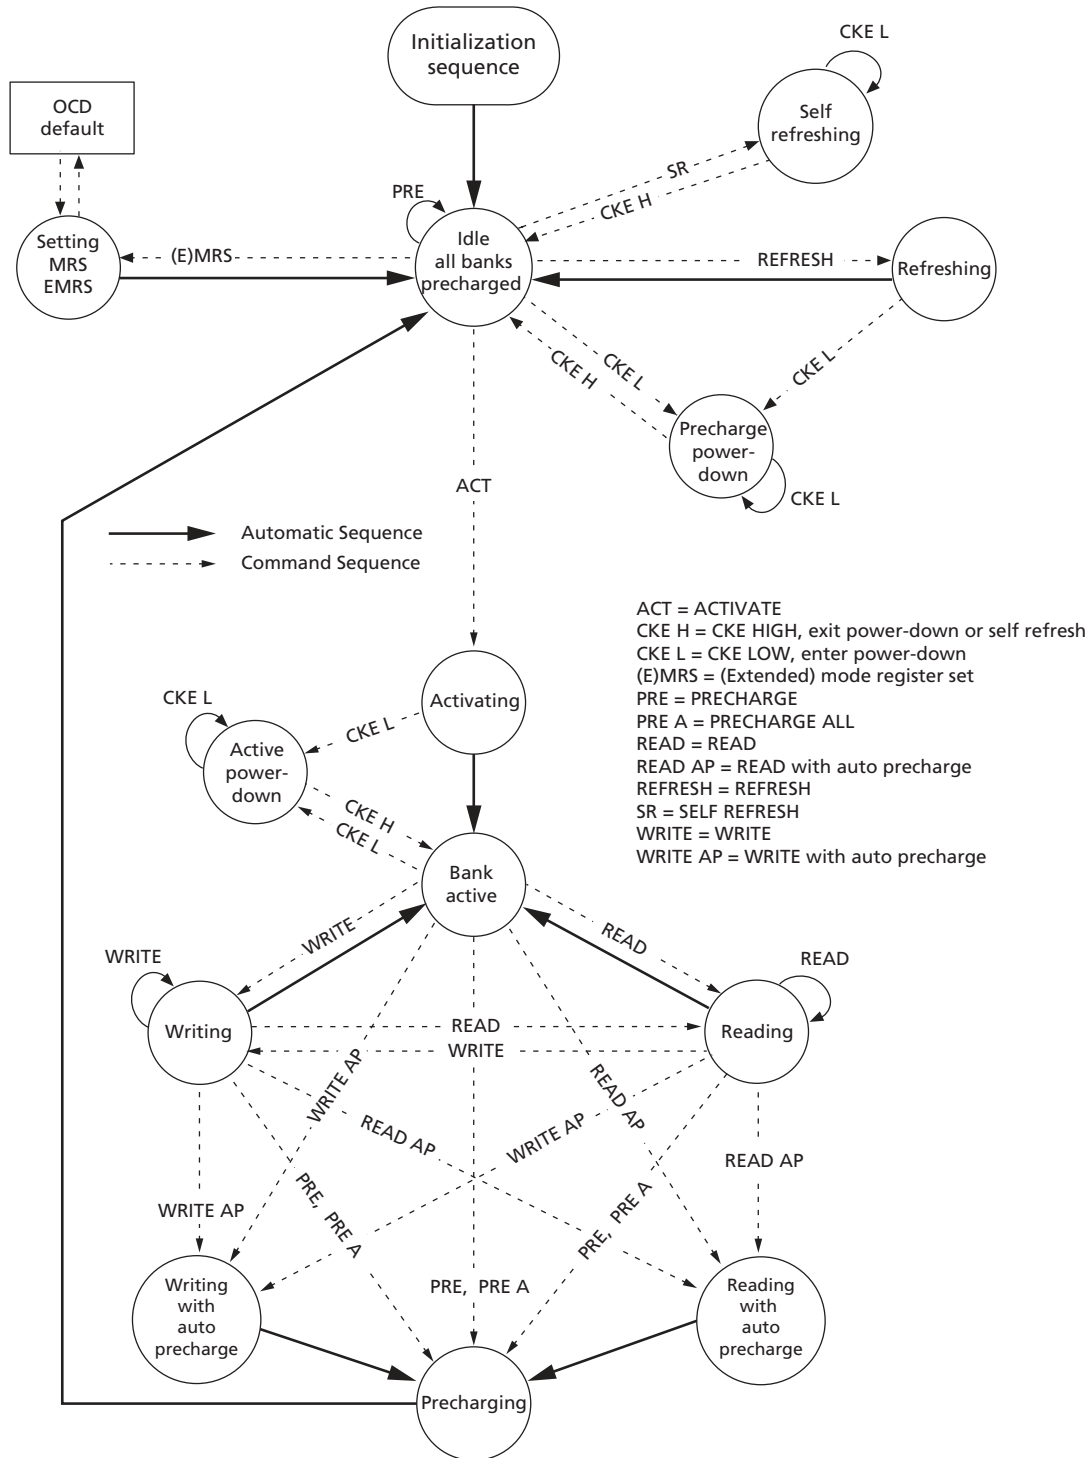 Initialization
sequence
CKE L
OCD
default
Self
refreshing
SR
CKE H
PRE
Setting
MRS
EMRS
(E)MRS
Idle
all banks
precharged
REFRESH
Refreshing
CKE L
CKE H
CKE L
Precharge
power-
down
CKE L
ACT
Automatic Sequence
Command Sequence
ACT = ACTIVATE
CKE H = CKE HIGH, exit power-down or self refresh
CKE L = CKE LOW, enter power-down
(E)MRS = (Extended) mode register set
PRE = PRECHARGE
PRE A = PRECHARGE ALL
READ = READ
READ AP = READ with auto precharge
REFRESH = REFRESH
SR = SELF REFRESH
WRITE = WRITE
WRITE AP = WRITE with auto precharge
CKE L
Activating
CKE L
Active
power-
down
CKE H
CKE L
Bank
active
WRITE
READ
WRITE
READ
Writing
READ
WRITE
Reading
WRITE AP
READ AP
READ AP
WRITE AP
READ AP
WRITE AP
PRE, PRE A
PRE, PRE A
PRE, PRE A
Writing
with
auto
precharge
Reading
with
auto
precharge
Precharging